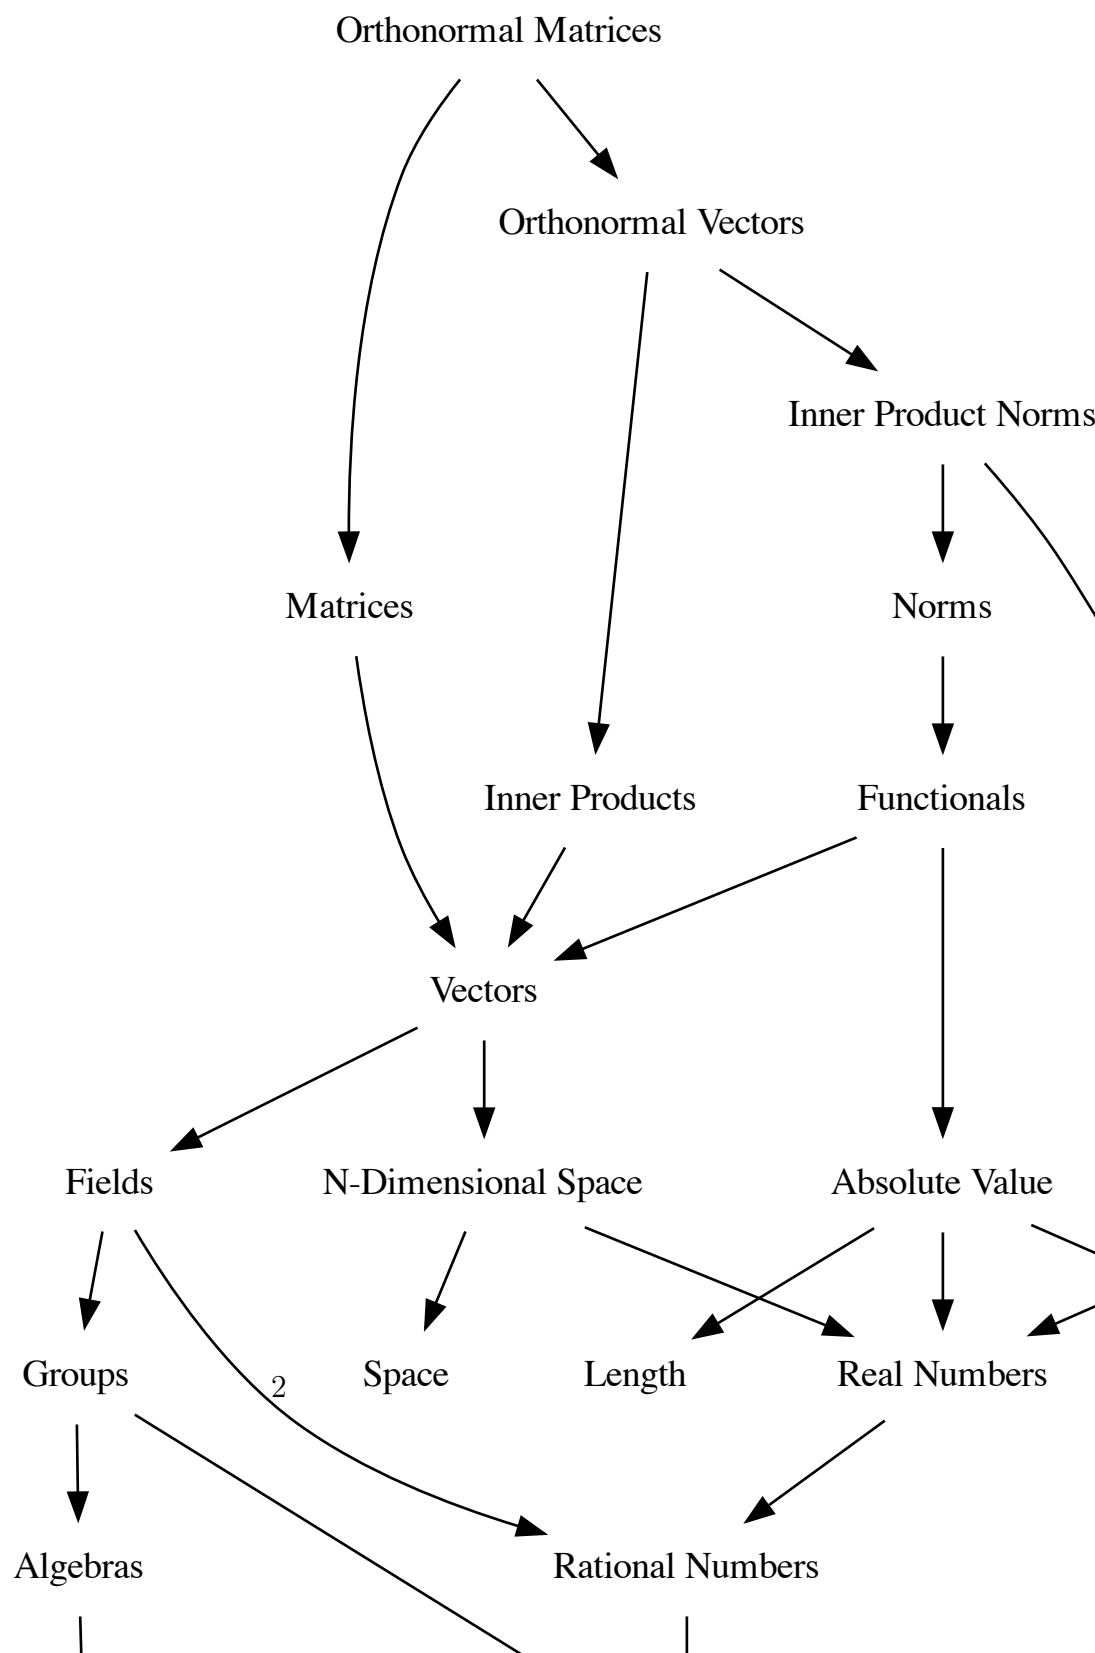 Orthonormal Matrices
Orthonormal Vectors
Inner Product Norms
Matrices
Norms
Inner Products
Functionals
Vectors
Fields
N-Dimensional Space
Absolute Value
Groups
2
Space
Length
Real Numbers
Algebras
Rational Numbers